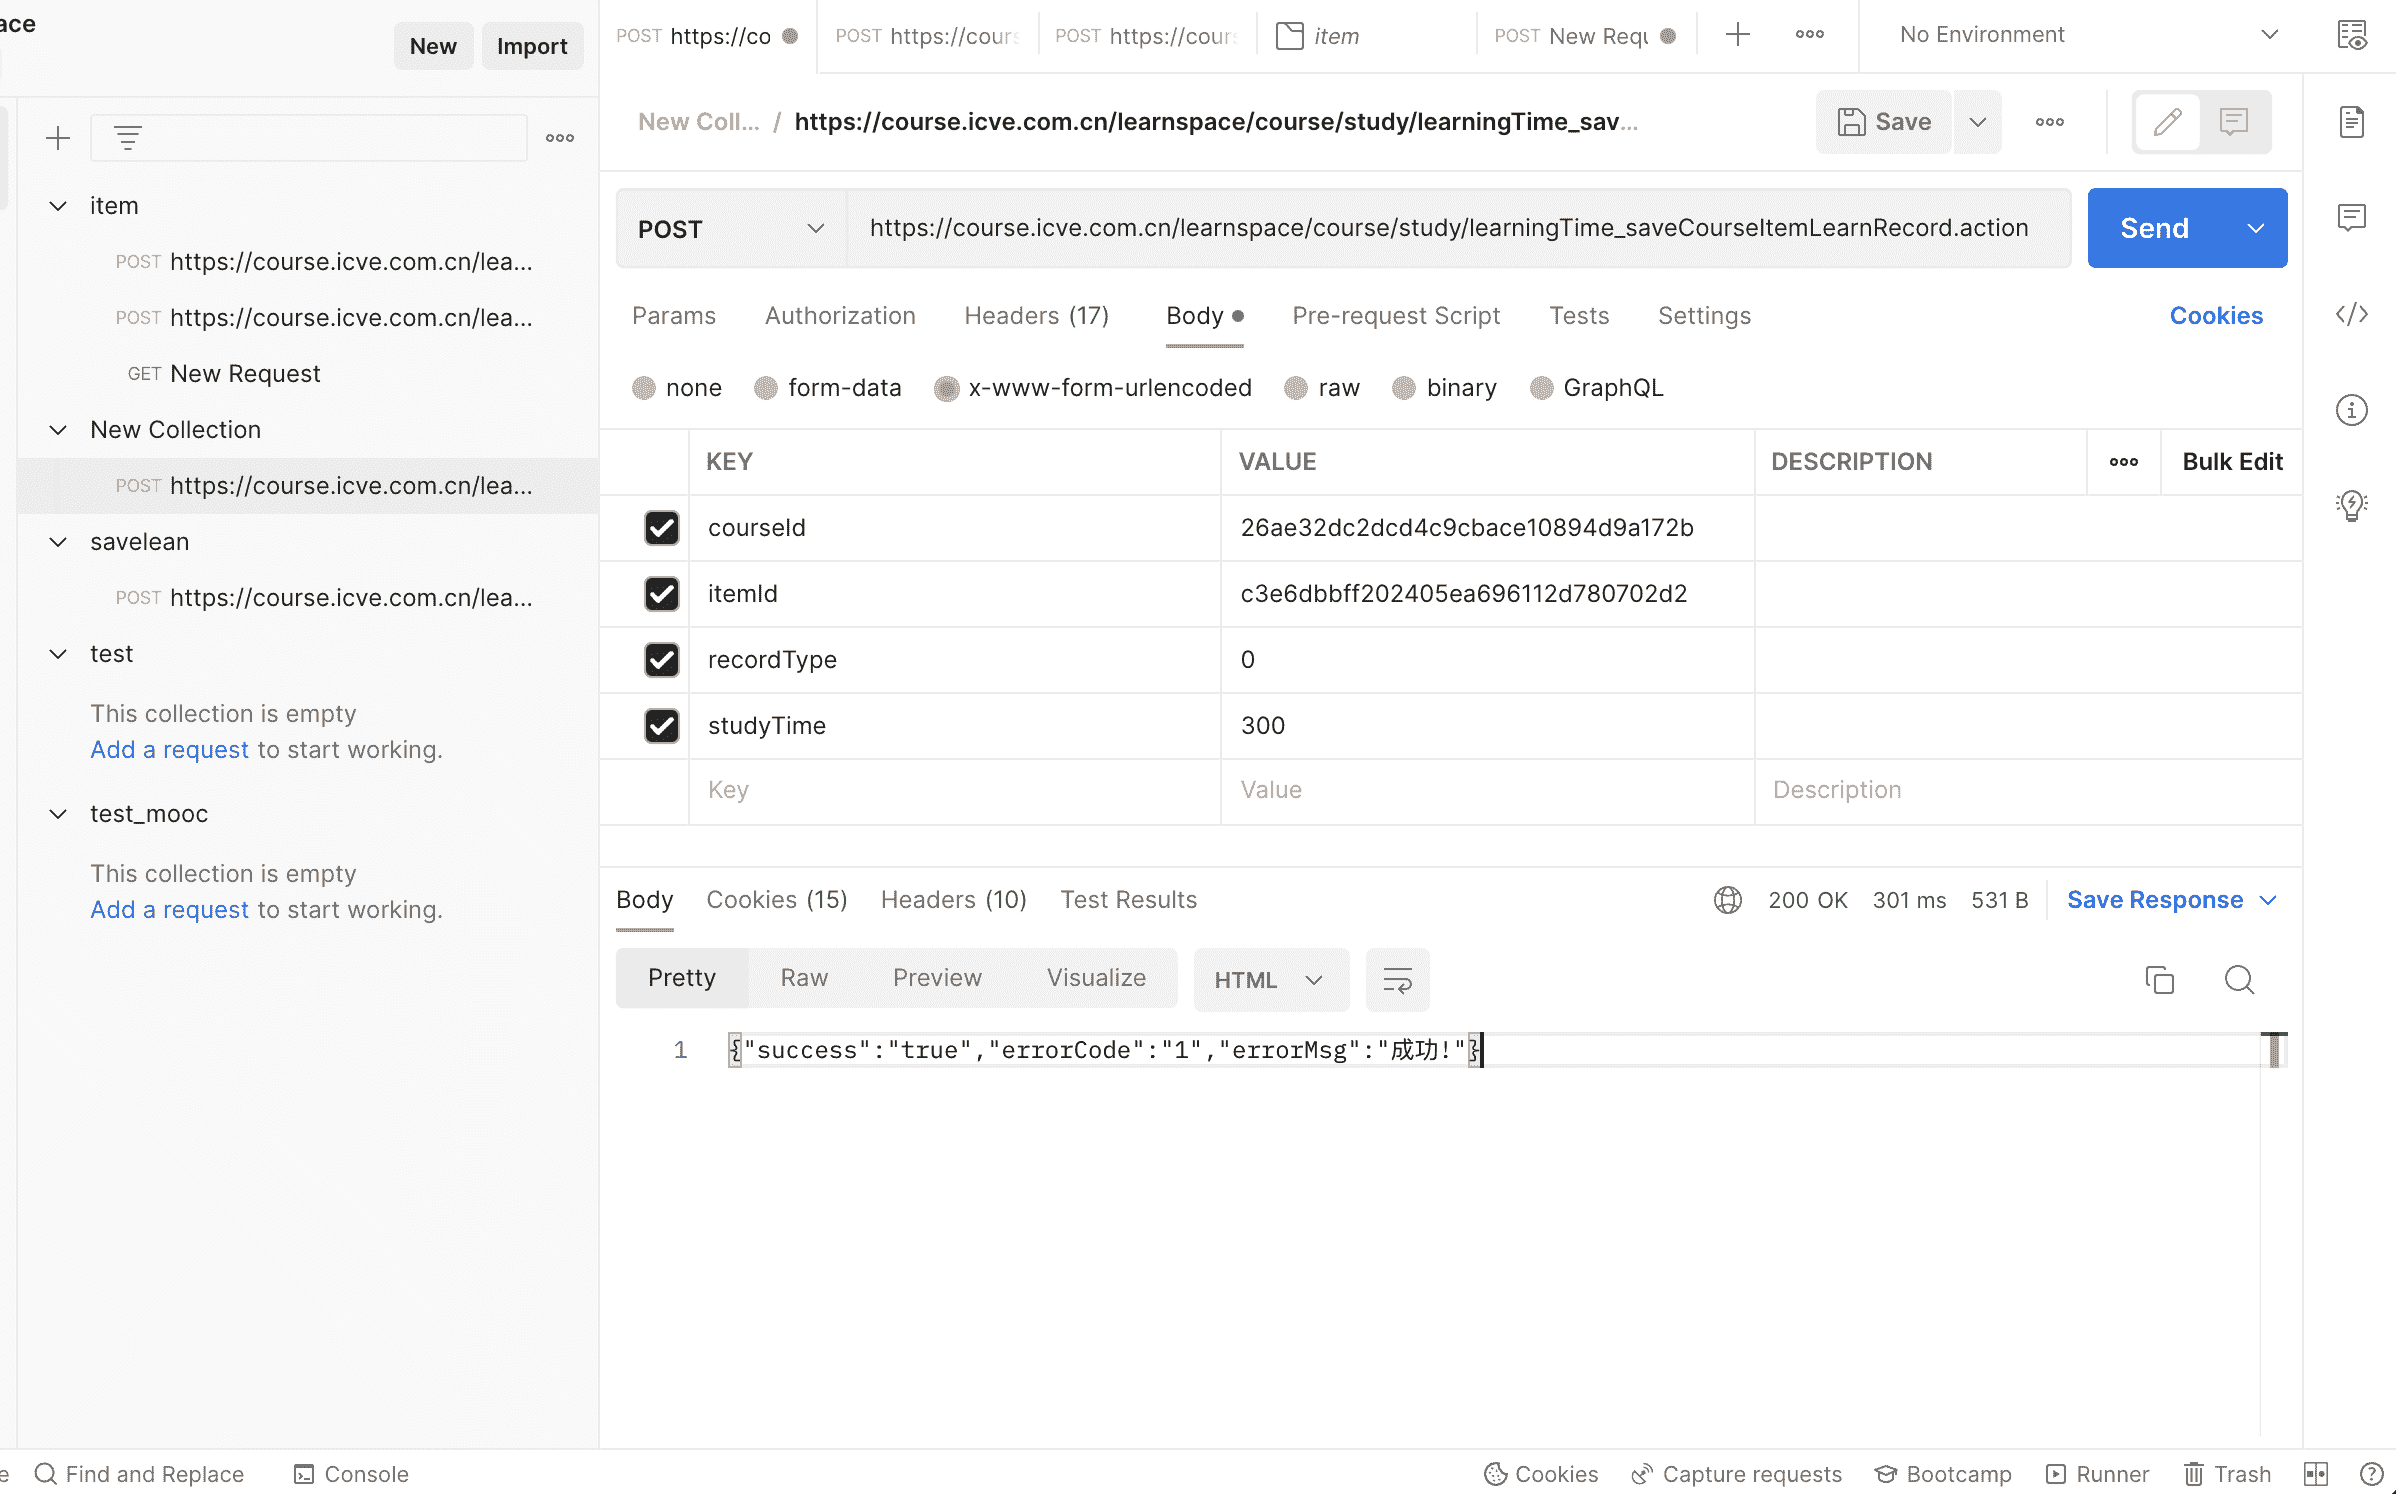 ace
New
Import
item
POST https://course.icve.com.cn/lea...
POST https://course.icve.com.cn/lea...
GET New Request
New Collection
POST https://course.icve.com.cn/lea...
savelean
POST https://course.icve.com.cn/lea...
test
This collection is empty
Add a request to start working.
test_mooc
This collection is empty
Add a request to start working.
POST https://co
POST https://cours
POST https://cour
item
POST New Requ
No Environment
New Coll... / https://course.icve.com.cn/learnspace/course/study/learningTime_sav...
Save
POST
https://course.icve.com.cn/learnspace/course/study/learningTime_saveCourseItemLearnRecord.action
Send
Params Authorization Headers (17) Body Pre-request Script Tests Settings Cookies
none form-data x-www-form-urlencoded raw binary GraphQL
KEY VALUE DESCRIPTION Bulk Edit
courseId 26ae32dc2dcd4c9cbace10894d9a172b
itemId c3e6dbbff202405ea696112d780702d2
recordType 0
studyTime 300
Key Value Description
Body Cookies (15) Headers (10) Test Results 200 OK 301 ms 531 B Save Response
Pretty Raw Preview Visualize HTML
1 {"success":"true","errorCode":"1","errorMsg":"成功!"}
e Find and Replace Console Cookies Capture requests Bootcamp Runner Trash